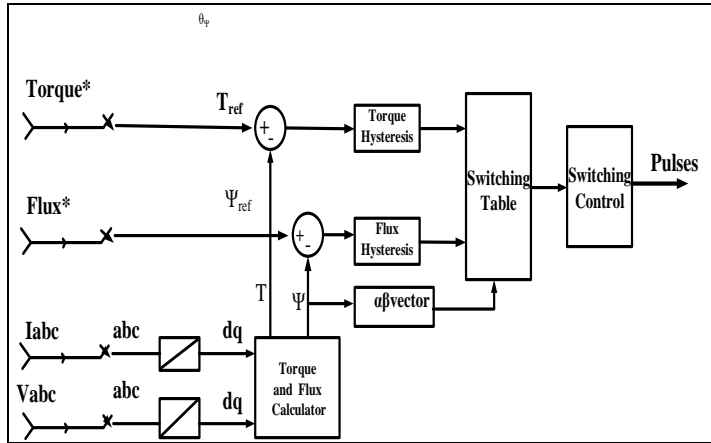 θΨ
Torque*
Tref
+
-
Torque
Hysteresis
Switching
Table
Switching
Control
Pulses
Flux*
Ψref
+
-
Flux
Hysteresis
T
Ψ
αβvector
Iabc
abc
dq
Torque
and Flux
Calculator
Vabc
abc
dq